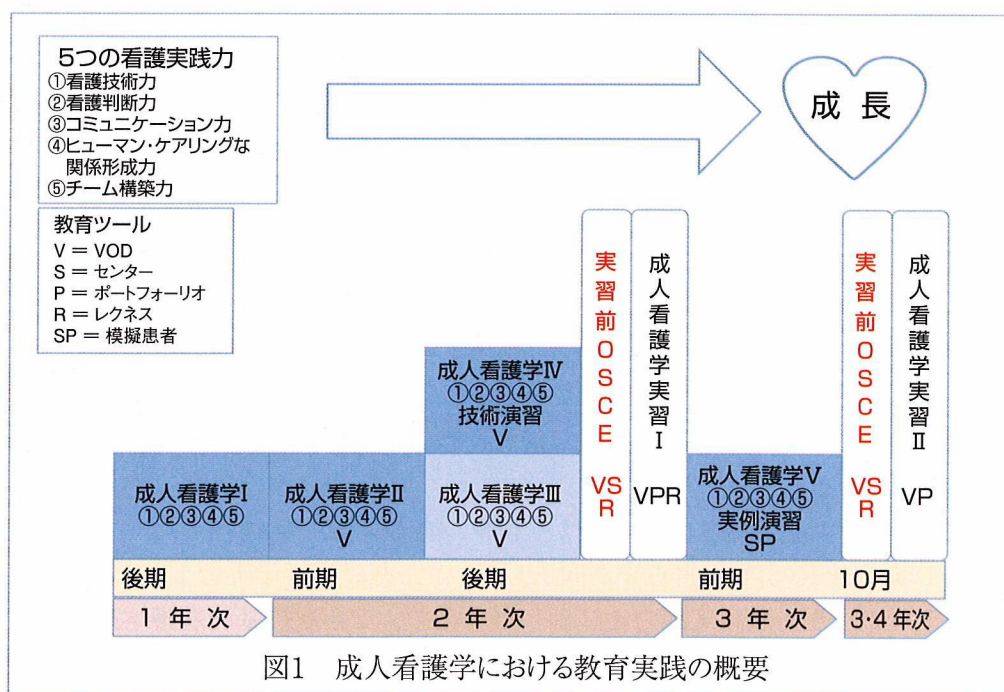 5つの看護実践力
①看護技術力
②看護判断力
③コミュニケーション力
④ヒューマン・ケアリングな
関係形成力
⑤チーム構築力
成長
教育ツール
V = VOD
S = センター
P = ポートフォーリオ
R = レクネス
SP = 模擬患者
成人看護学I
①②③④⑤
成人看護学II
①②③④⑤
V
成人看護学IV
①②③④⑤
技術演習
V
成人看護学III
①②③④⑤
V
実習前OSCE
VS
R
成人看護学実習I
VPR
成人看護学V
①②③④⑤
実例演習
SP
実習前OSCE
VS
R
成人看護学実習II
VP
後期
前期
後期
前期
10月
1年次
2年次
3年次
3・4年次
図1 成人看護学における教育実践の概要